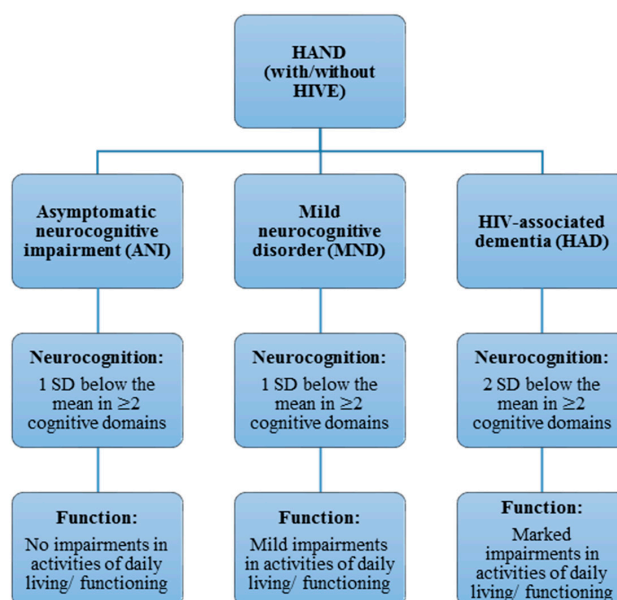 HAND
(with/without
HIVE)
Asymptomatic
neurocognitive
impairment (ANI)
Mild
neurocognitive
disorder (MND)
HIV-associated
dementia (HAD)
Neurocognition:
1 SD below the
mean in ≥2
cognitive domains
Neurocognition:
1 SD below the
mean in ≥2
cognitive domains
Neurocognition:
2 SD below the
mean in ≥2
cognitive domains
Function:
No impairments in
activities of daily
living/ functioning
Function:
Mild impairments
in activities of daily
living/ functioning
Function:
Marked
impairments in
activities of daily
living/ functioning